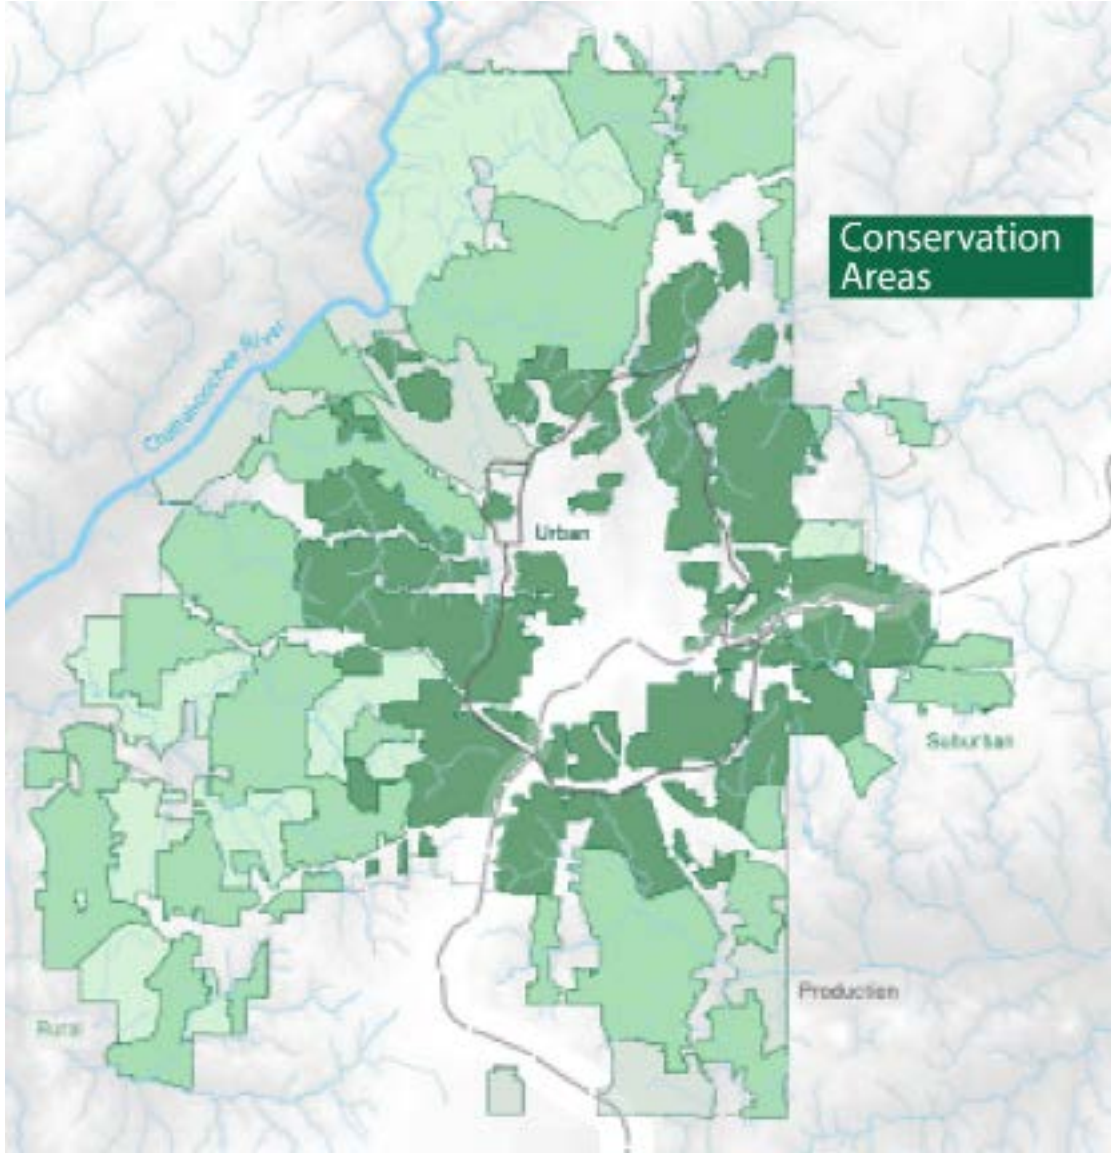 Conservation
Areas
Chattahoochee River
Urban
Suburban
Production
Rural